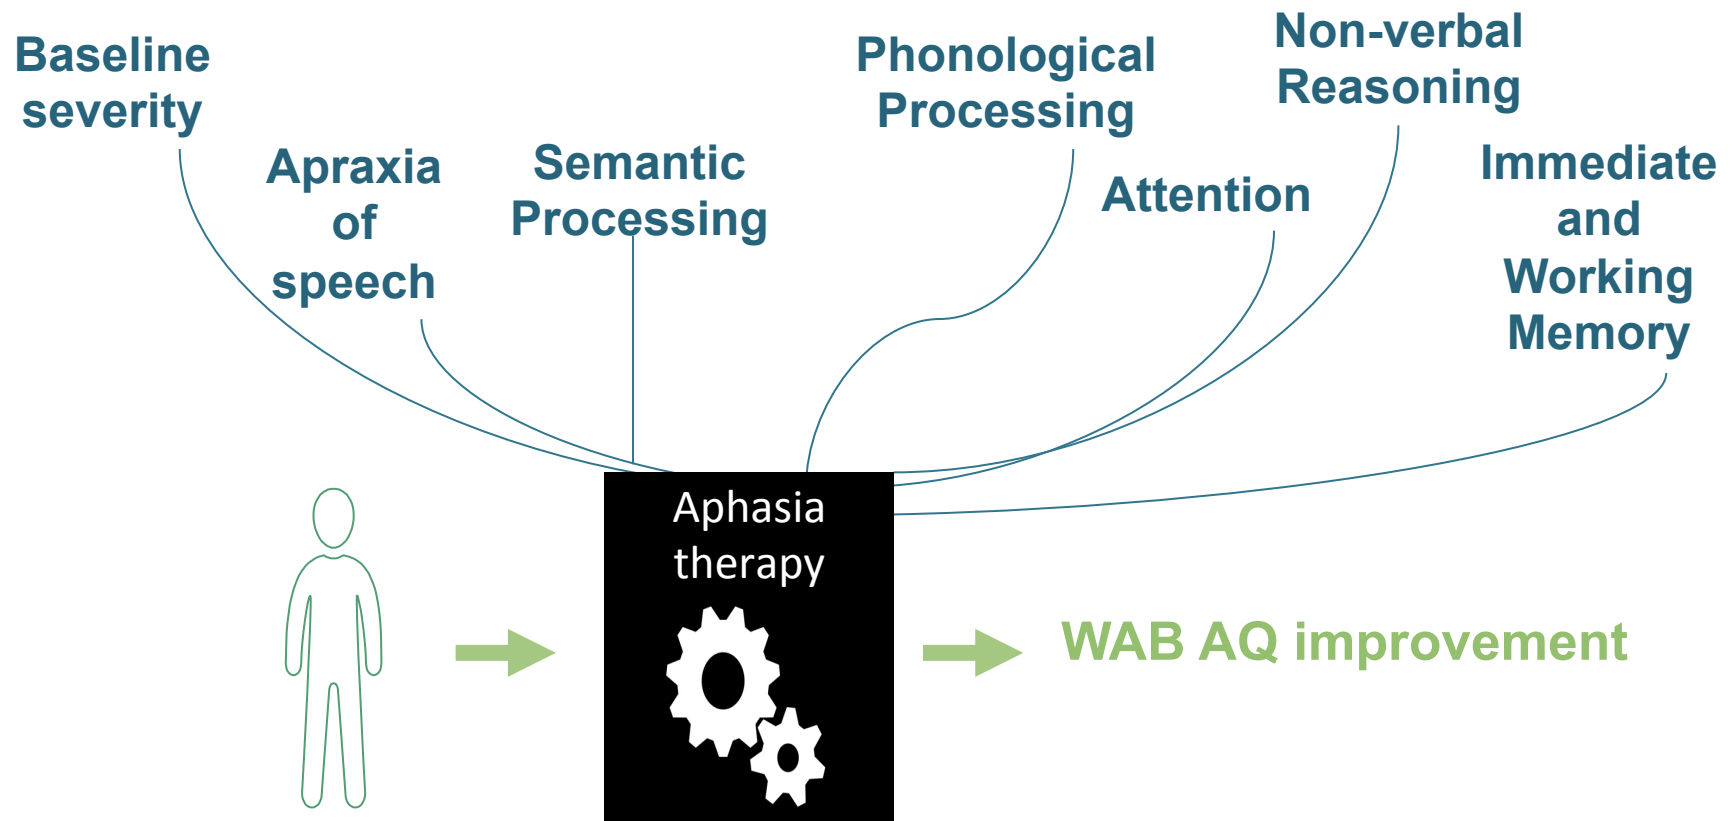 Baseline
severity
Apraxia
of
speech
Semantic
Processing
Phonological
Processing
Attention
Non-verbal
Reasoning
Immediate
and
Working
Memory
Aphasia
therapy
WAB AQ improvement